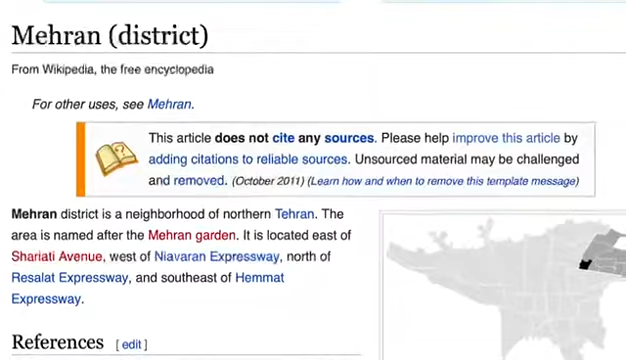 Mehran (district)
From Wikipedia, the free encyclopedia
For other uses, see Mehran.
This article does not cite any sources. Please help improve this article by
adding citations to reliable sources. Unsourced material may be challenged
and removed. (October 2011) (Learn how and when to remove this template message)
Mehran district is a neighborhood of northern Tehran. The
area is named after the Mehran garden. It is located east of
Shariati Avenue, west of Niavaran Expressway, north of
Resalat Expressway, and southeast of Hemmat
Expressway.
References [ edit ]